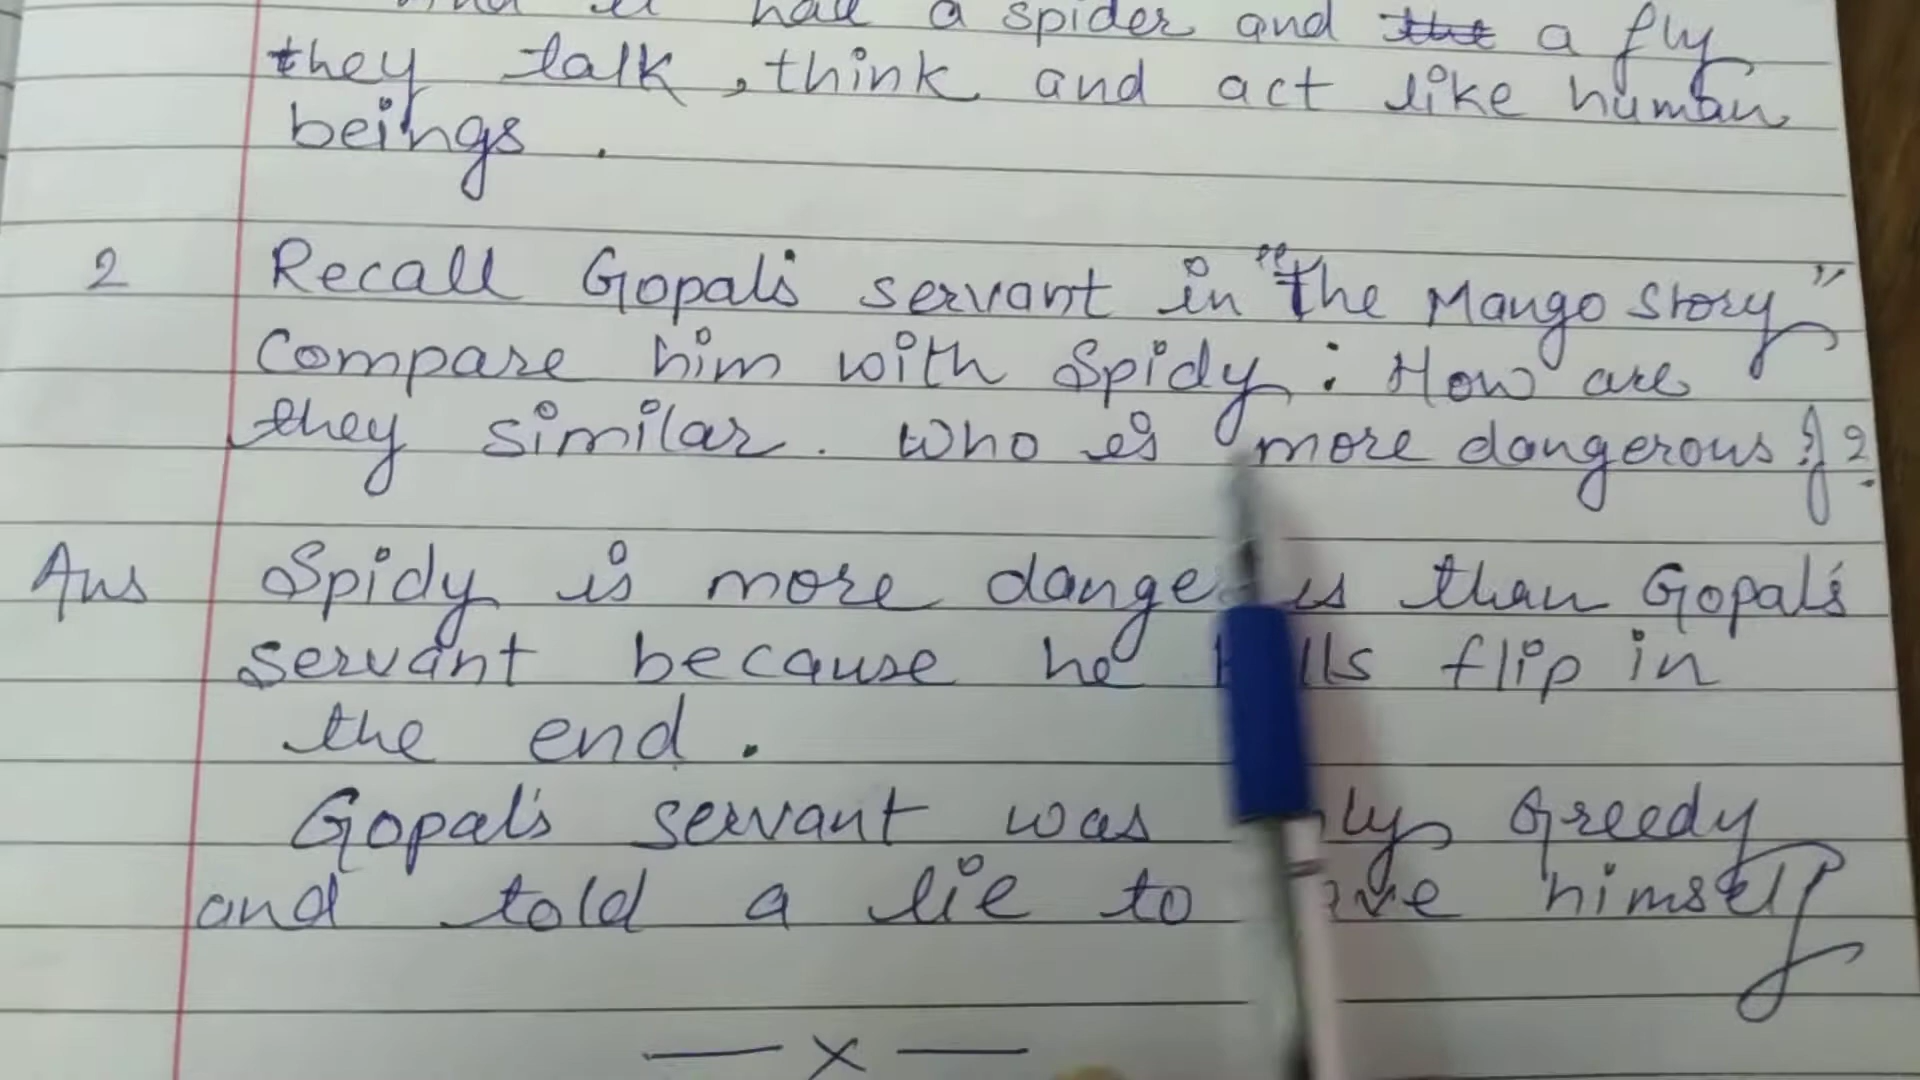 had a spider and a fly
they talk, think and act like human
beings.
2 Recall Gopal's servant in "the Mango Story"
Compare him with Spidy: How are
they similar. Who is more dangerous ?
Ans Spidy is more than Gopal's
servant because he flip in
the end.
Gopal's servant was Greedy
and told a lie to himself
— x —